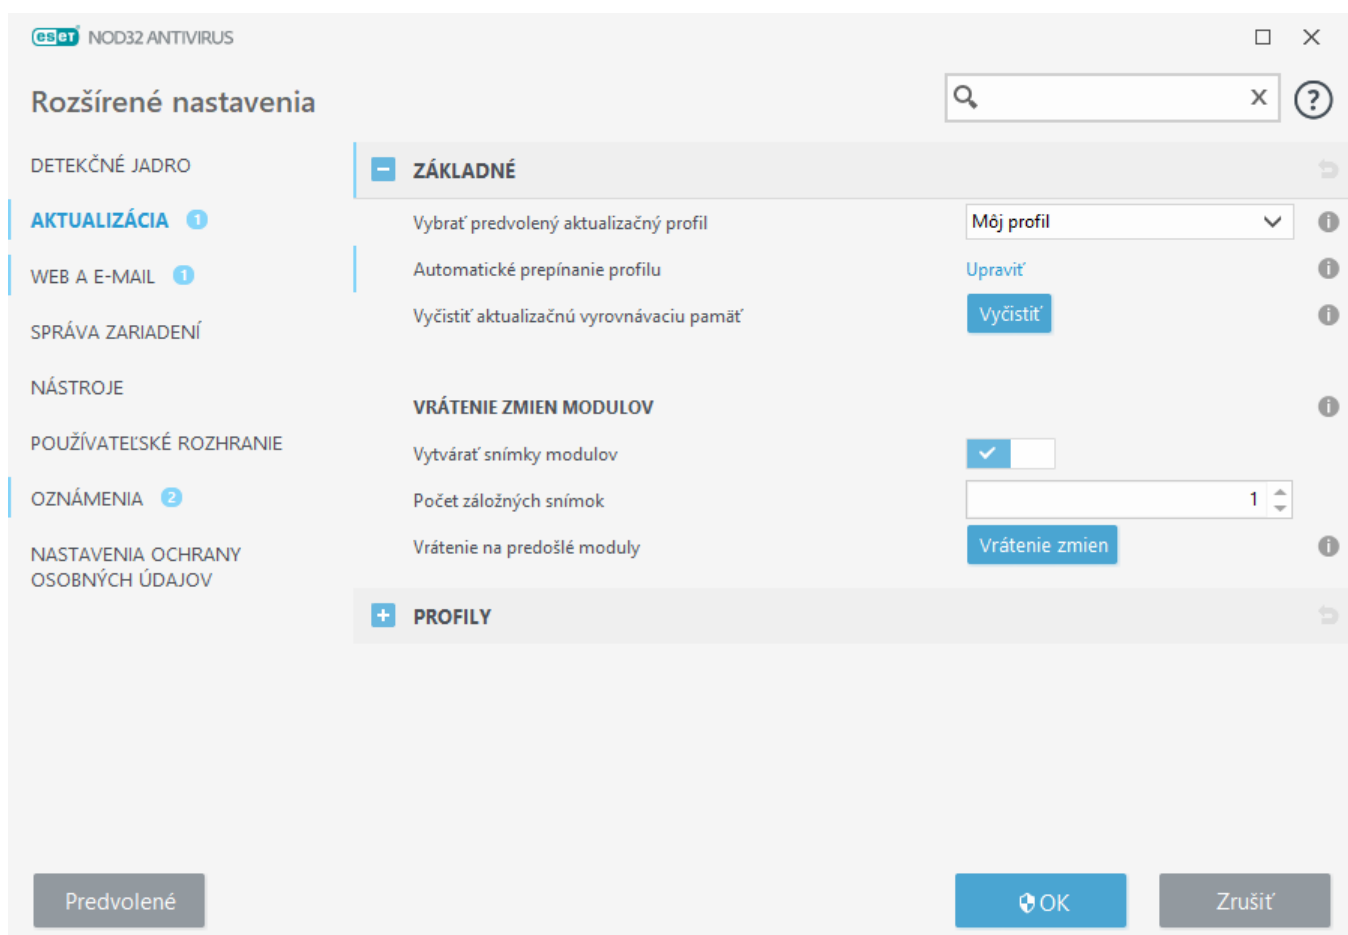 eset NOD32 ANTIVIRUS
Rozšírené nastavenia
x ?
DETEKČNÉ JADRO
AKTUALIZÁCIA 1
WEB A E-MAIL 1
SPRÁVA ZARIADENÍ
NÁSTROJE
POUŽÍVATEĽSKÉ ROZHRANIE
OZNÁMENIA 2
NASTAVENIA OCHRANY
OSOBNÝCH ÚDAJOV
ZÁKLADNÉ
Vybrať predvolený aktualizačný profil Môj profil
Automatické prepínanie profilu Upraviť
Vyčistiť aktualizačnú vyrovnávaciu pamäť Vyčistiť
VRÁTENIE ZMIEN MODULOV
Vytvárať snímky modulov
Počet záložných snímok 1
Vrátenie na predošlé moduly Vrátenie zmien
PROFILY
Predvolené OK Zrušiť